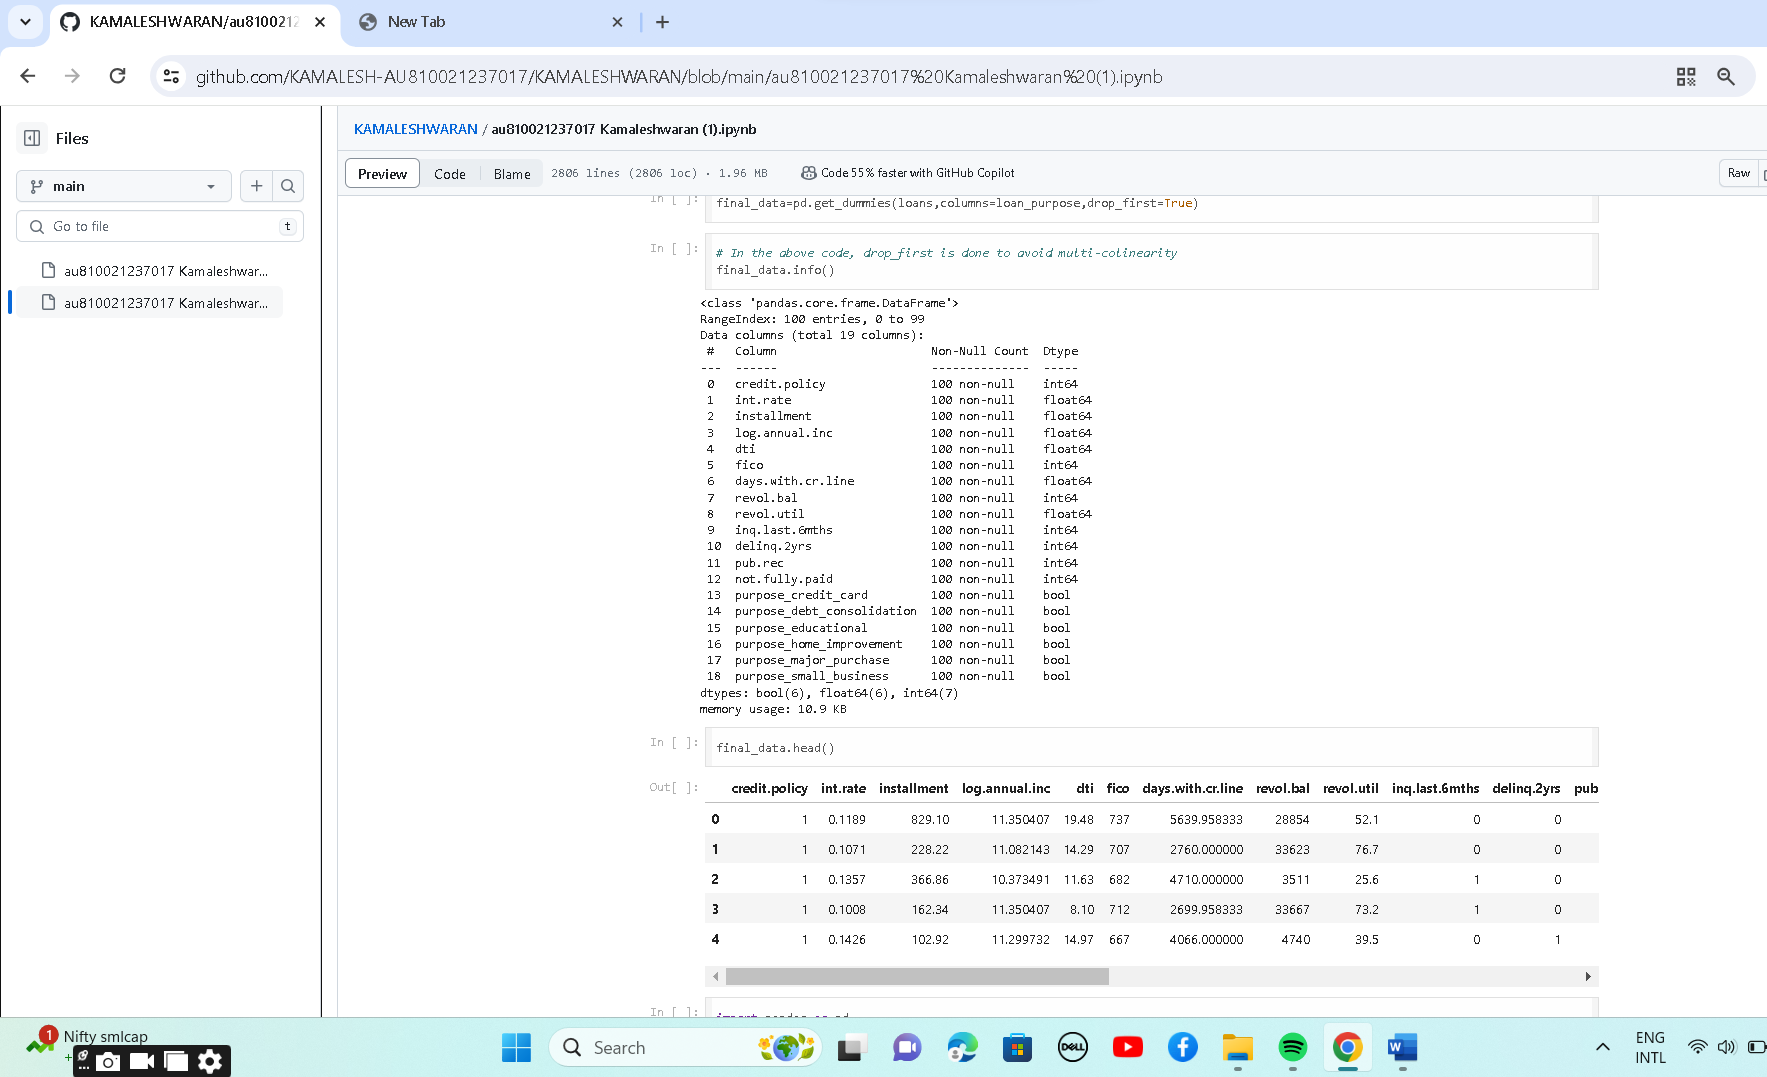 KAMALESHWARAN/au810021
New Tab
github.com/KAMALESH-AU810021237017/KAMALESHWARAN/blob/main/au810021237017%20Kamaleshwaran%20(1).ipynb
Files
main
Go to file
t
au810021237017 Kamaleshwar...
au810021237017 Kamaleshwar...
KAMALESHWARAN / au810021237017 Kamaleshwaran (1).ipynb
Preview Code Blame 2806 lines (2806 loc) · 1.96 MB Code 55% faster with GitHub Copilot Raw
In [ ]: final_data=pd.get_dummies(loans,columns=loan_purpose,drop_first=True)
In [ ]: # In the above code, drop_first is done to avoid multi-colinearity
final_data.info()
<class 'pandas.core.frame.DataFrame'>
RangeIndex: 100 entries, 0 to 99
Data columns (total 19 columns):
# Column Non-Null Count Dtype
--- ------ -------------- -----
0 credit.policy 100 non-null int64
1 int.rate 100 non-null float64
2 installment 100 non-null float64
3 log.annual.inc 100 non-null float64
4 dti 100 non-null float64
5 fico 100 non-null int64
6 days.with.cr.line 100 non-null float64
7 revol.bal 100 non-null int64
8 revol.util 100 non-null float64
9 inq.last.6mths 100 non-null int64
10 delinq.2yrs 100 non-null int64
11 pub.rec 100 non-null int64
12 not.fully.paid 100 non-null int64
13 purpose_credit_card 100 non-null bool
14 purpose_debt_consolidation 100 non-null bool
15 purpose_educational 100 non-null bool
16 purpose_home_improvement 100 non-null bool
17 purpose_major_purchase 100 non-null bool
18 purpose_small_business 100 non-null bool
dtypes: bool(6), float64(6), int64(7)
memory usage: 10.9 KB
In [ ]: final_data.head()
Out[ ]: credit.policy int.rate installment log.annual.inc dti fico days.with.cr.line revol.bal revol.util inq.last.6mths delinq.2yrs pub
0 1 0.1189 829.10 11.350407 19.48 737 5639.958333 28854 52.1 0 0
1 1 0.1071 228.22 11.082143 14.29 707 2760.000000 33623 76.7 0 0
2 1 0.1357 366.86 10.373491 11.63 682 4710.000000 3511 25.6 1 0
3 1 0.1008 162.34 11.350407 8.10 712 2699.958333 33667 73.2 1 0
4 1 0.1426 102.92 11.299732 14.97 667 4066.000000 4740 39.5 0 1
In [ ]: import pandas as pd
1
Nifty smlcap
Search
DELL
W
ENG
INTL